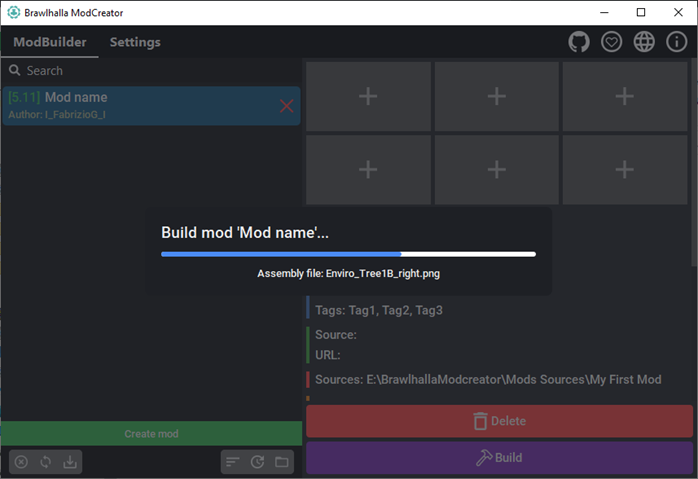 Brawlhalla ModCreator
ModBuilder Settings
Search
[5.11] Mod name
Author: I_FabrizioG_I
Build mod 'Mod name'...
Assembly file: Enviro_Tree1B_right.png
Tags: Tag1, Tag2, Tag3
Source:
URL:
Sources: E:\BrawlhallaModcreator\Mods Sources\My First Mod
Delete
Create mod
Build